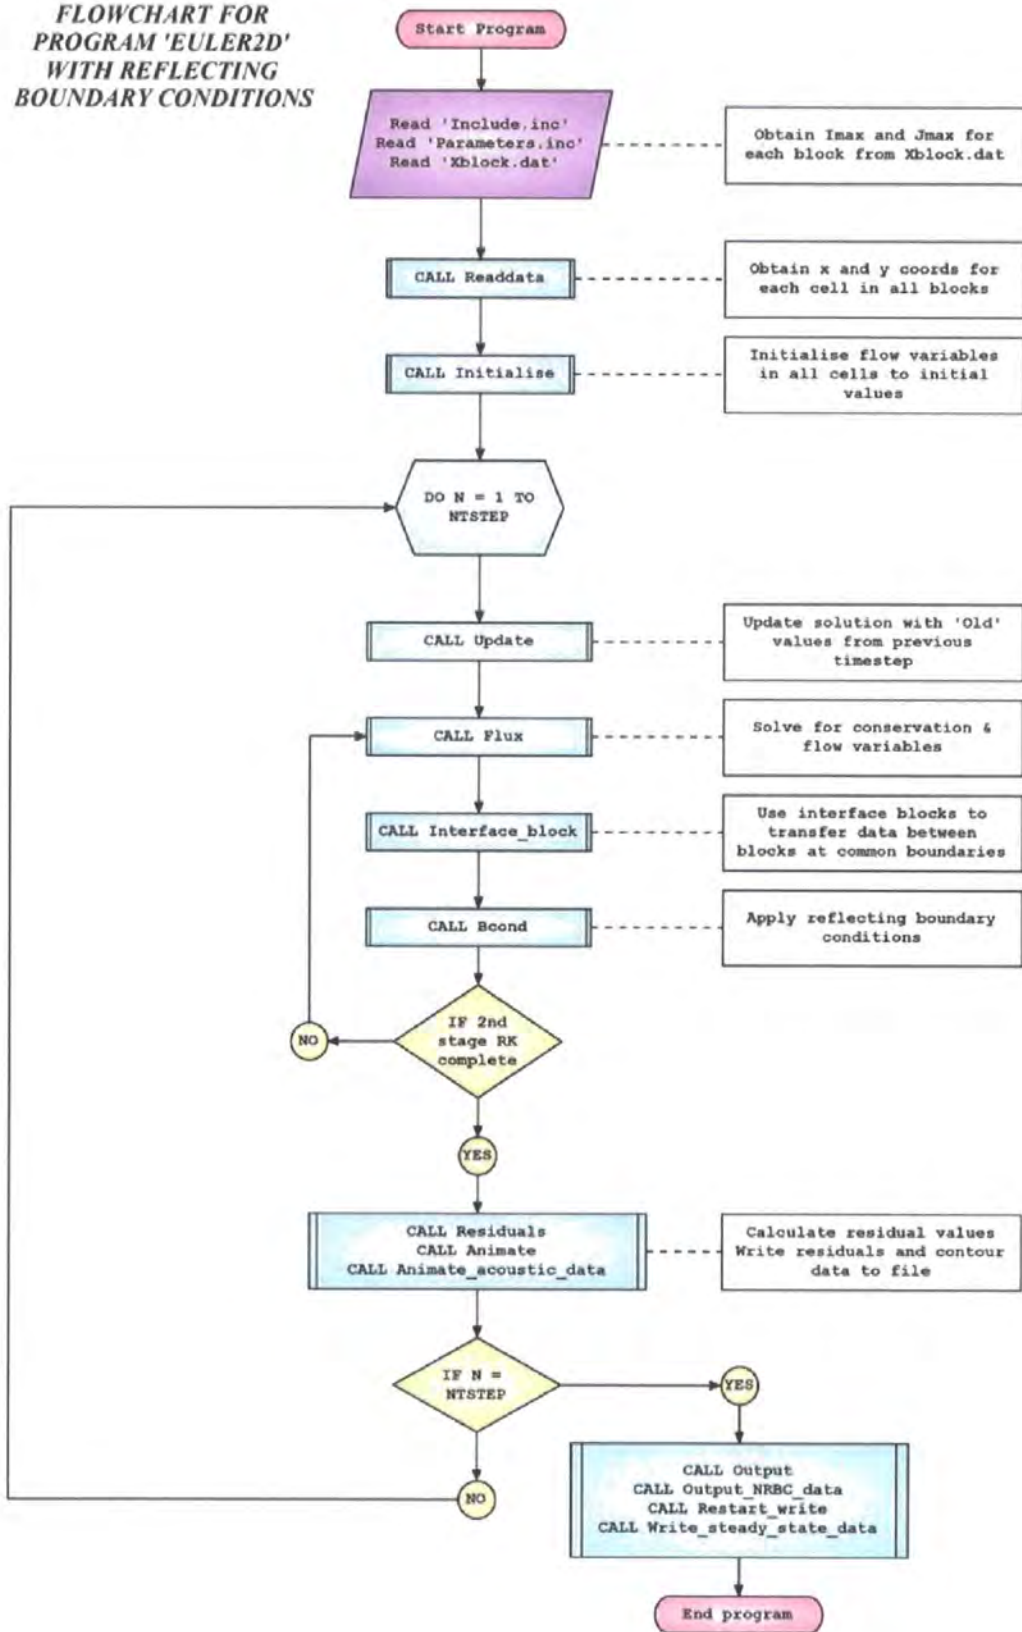 FLOWCHART FOR
PROGRAM 'EULER2D'
WITH REFLECTING
BOUNDARY CONDITIONS
Start Program
Read 'Include.inc'
Read 'Parameters.inc'
Read 'Xblock.dat'
Obtain Imax and Jmax for
each block from Xblock.dat
CALL Readdata
Obtain x and y coords for
each cell in all blocks
CALL Initialise
Initialise flow variables
in all cells to initial
values
DO N = 1 TO
NTSTEP
CALL Update
Update solution with 'Old'
values from previous
timestep
CALL Flux
Solve for conservation &
flow variables
CALL Interface_block
Use interface blocks to
transfer data between
blocks at common boundaries
CALL Bcond
Apply reflecting boundary
conditions
IF 2nd
stage RK
complete
NO
YES
CALL Residuals
CALL Animate
CALL Animate_acoustic_data
Calculate residual values
Write residuals and contour
data to file
IF N =
NTSTEP
YES
NO
CALL Output
CALL Output_NRBC_data
CALL Restart_write
CALL Write_steady_state_data
End program